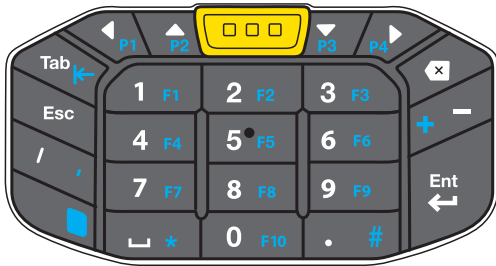 P1 P2 P3 P4
Tab
Esc
/ ,
1 F1 2 F2 3 F3
4 F4 5 F5 6 F6
7 F7 8 F8 9 F9
* 0 F10 . #
+ -
Ent